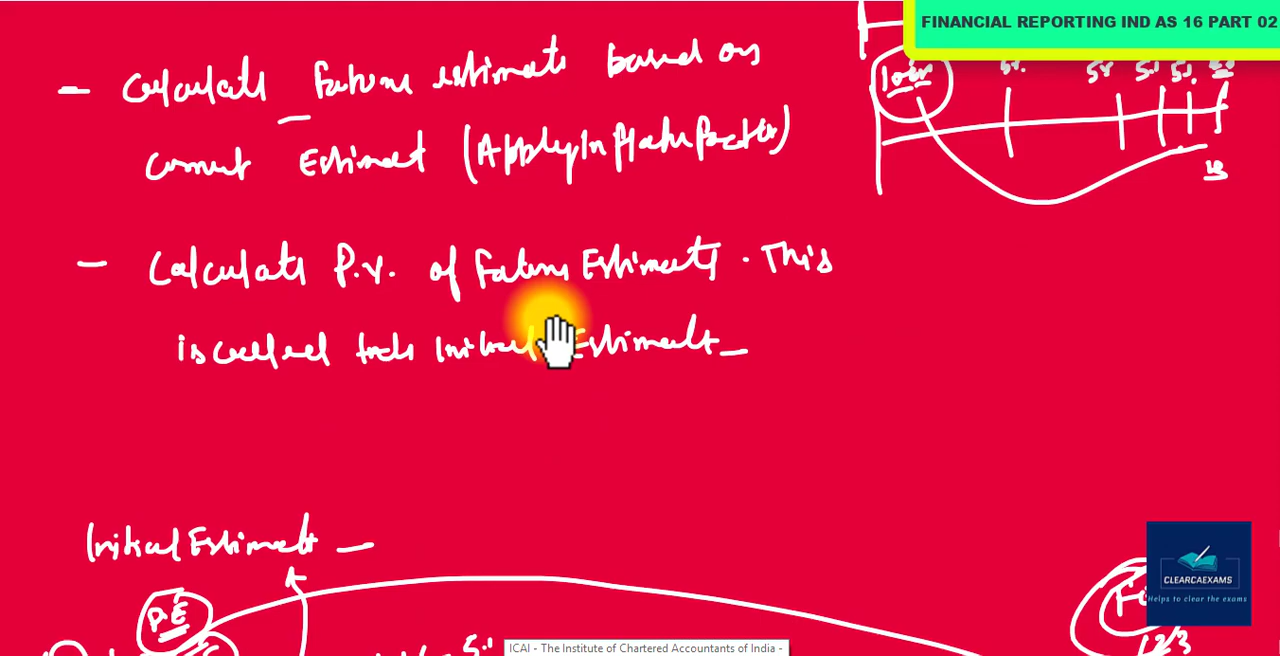 FINANCIAL REPORTING IND AS 16 PART 02
- Calculate Future estimate based on
current Estimate (Apply Inflation factor)
- Calculate P.V. of Future Estimate. This
is called Initial Estimate
Initial Estimate
P.E
CLEARCAEXAMS
Helps to clear the exams
ICAI - The Institute of Chartered Accountants of India -